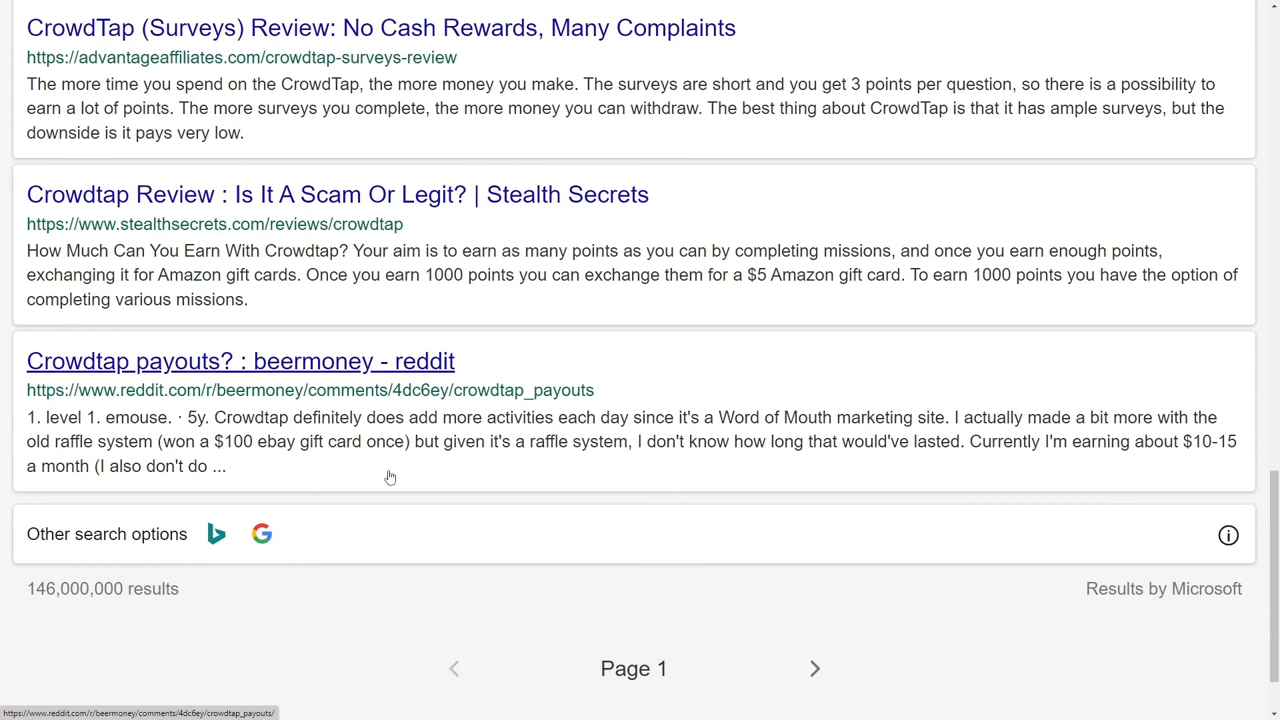 CrowdTap (Surveys) Review: No Cash Rewards, Many Complaints
https://advantageaffiliates.com/crowdtap-surveys-review
The more time you spend on the CrowdTap, the more money you make. The surveys are short and you get 3 points per question, so there is a possibility to
earn a lot of points. The more surveys you complete, the more money you can withdraw. The best thing about CrowdTap is that it has ample surveys, but the
downside is it pays very low.
Crowdtap Review : Is It A Scam Or Legit? | Stealth Secrets
https://www.stealthsecrets.com/reviews/crowdtap
How Much Can You Earn With Crowdtap? Your aim is to earn as many points as you can by completing missions, and once you earn enough points,
exchanging it for Amazon gift cards. Once you earn 1000 points you can exchange them for a $5 Amazon gift card. To earn 1000 points you have the option of
completing various missions.
Crowdtap payouts? : beermoney - reddit
https://www.reddit.com/r/beermoney/comments/4dc6ey/crowdtap_payouts
1. level 1. emouse. · 5y. Crowdtap definitely does add more activities each day since it's a Word of Mouth marketing site. I actually made a bit more with the
old raffle system (won a $100 ebay gift card once) but given it's a raffle system, I don't know how long that would've lasted. Currently I'm earning about $10-15
a month (I also don't do ...
Other search options
146,000,000 results
Results by Microsoft
Page 1
https://www.reddit.com/r/beermoney/comments/4dc6ey/crowdtap_payouts/